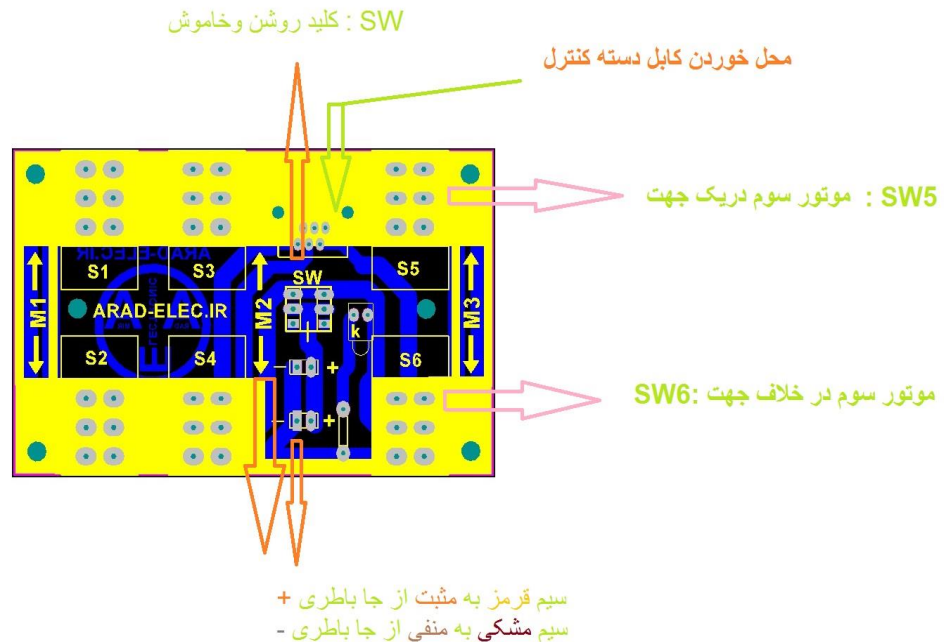 SW : کلید روشن وخاموش
محل خوردن کابل دسته کنترل
SW5 : موتور سوم دریک جهت
ARAD-ELEC.IR
S1 S3 S5
SW
M1 M2 M3
ARAD-ELEC.IR
k
S2 S4 S6
- +
- +
SW6: موتور سوم در خلاف جهت
سیم قرمز به مثبت از جا باطری +
سیم مشکی به منفی از جا باطری -